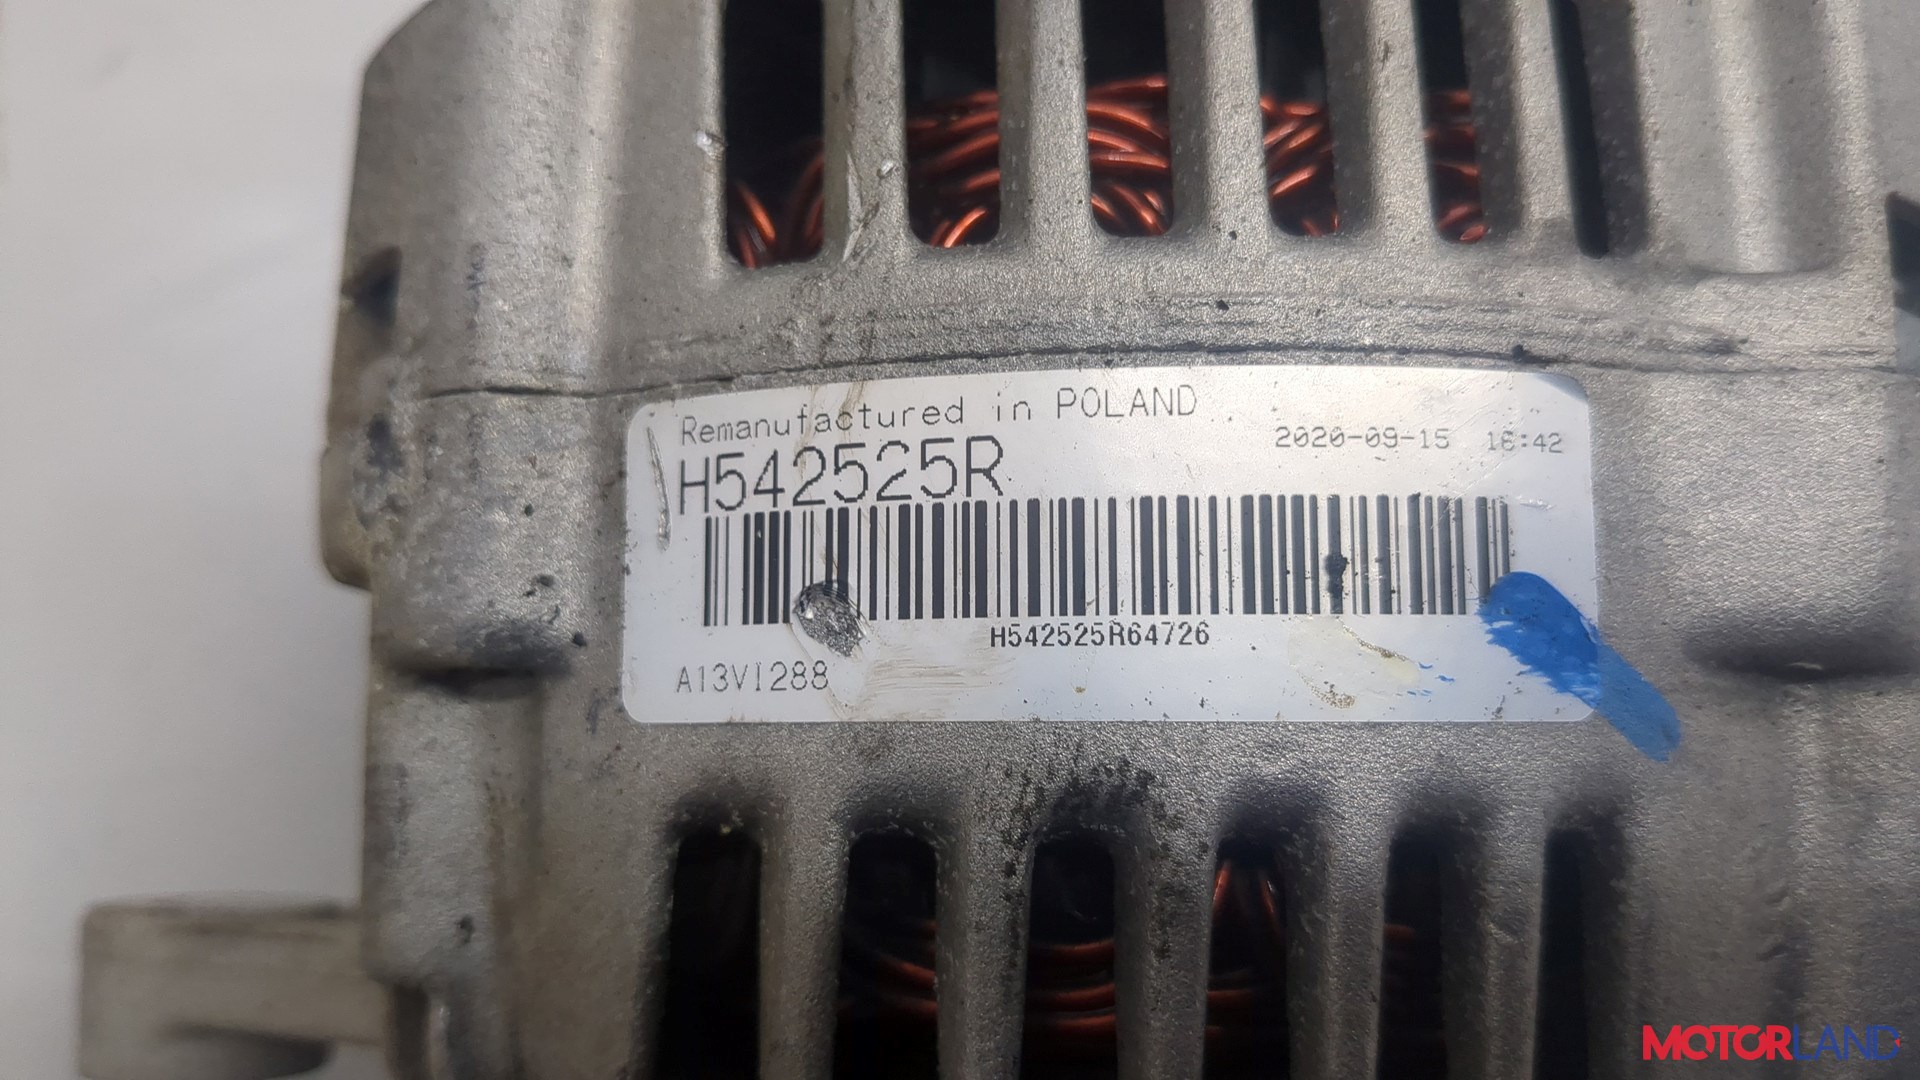 Remanufactured in POLAND
2020-09-15 16:42
H542525R
H542525R64726
A13VI288
MOTORLAND